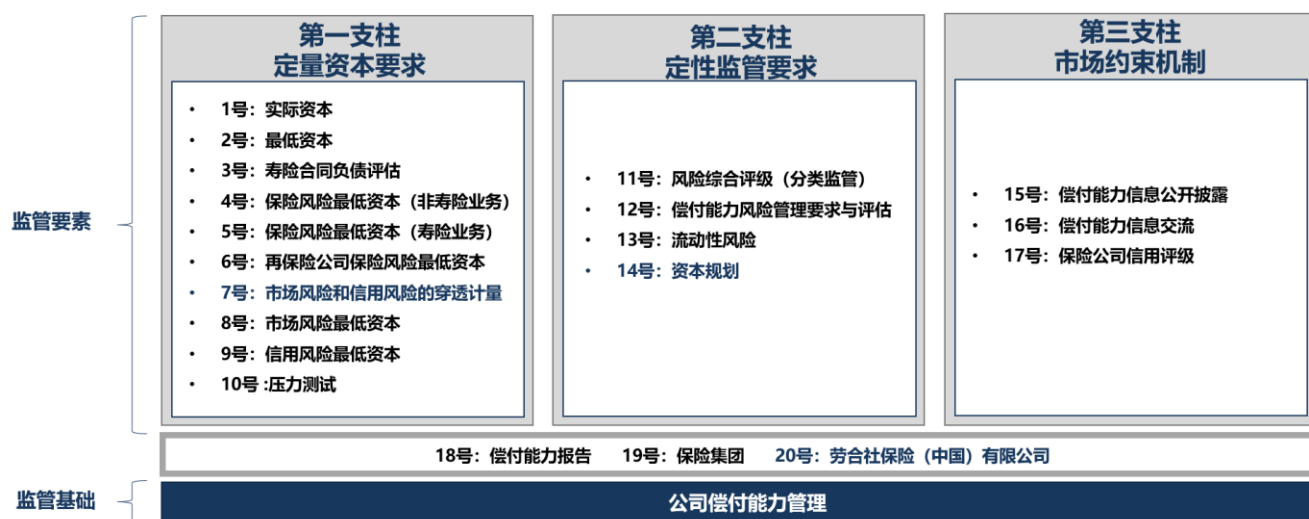 监管要素
第一支柱
定量资本要求
• 1号：实际资本
• 2号：最低资本
• 3号：寿险合同负债评估
• 4号：保险风险最低资本（非寿险业务）
• 5号：保险风险最低资本（寿险业务）
• 6号：再保险公司保险风险最低资本
• 7号：市场风险和信用风险的穿透计量
• 8号：市场风险最低资本
• 9号：信用风险最低资本
• 10号 :压力测试
第二支柱
定性监管要求
• 11号：风险综合评级（分类监管）
• 12号：偿付能力风险管理要求与评估
• 13号：流动性风险
• 14号：资本规划
第三支柱
市场约束机制
• 15号：偿付能力信息公开披露
• 16号：偿付能力信息交流
• 17号：保险公司信用评级
18号：偿付能力报告 19号：保险集团 20号：劳合社保险（中国）有限公司
监管基础
公司偿付能力管理